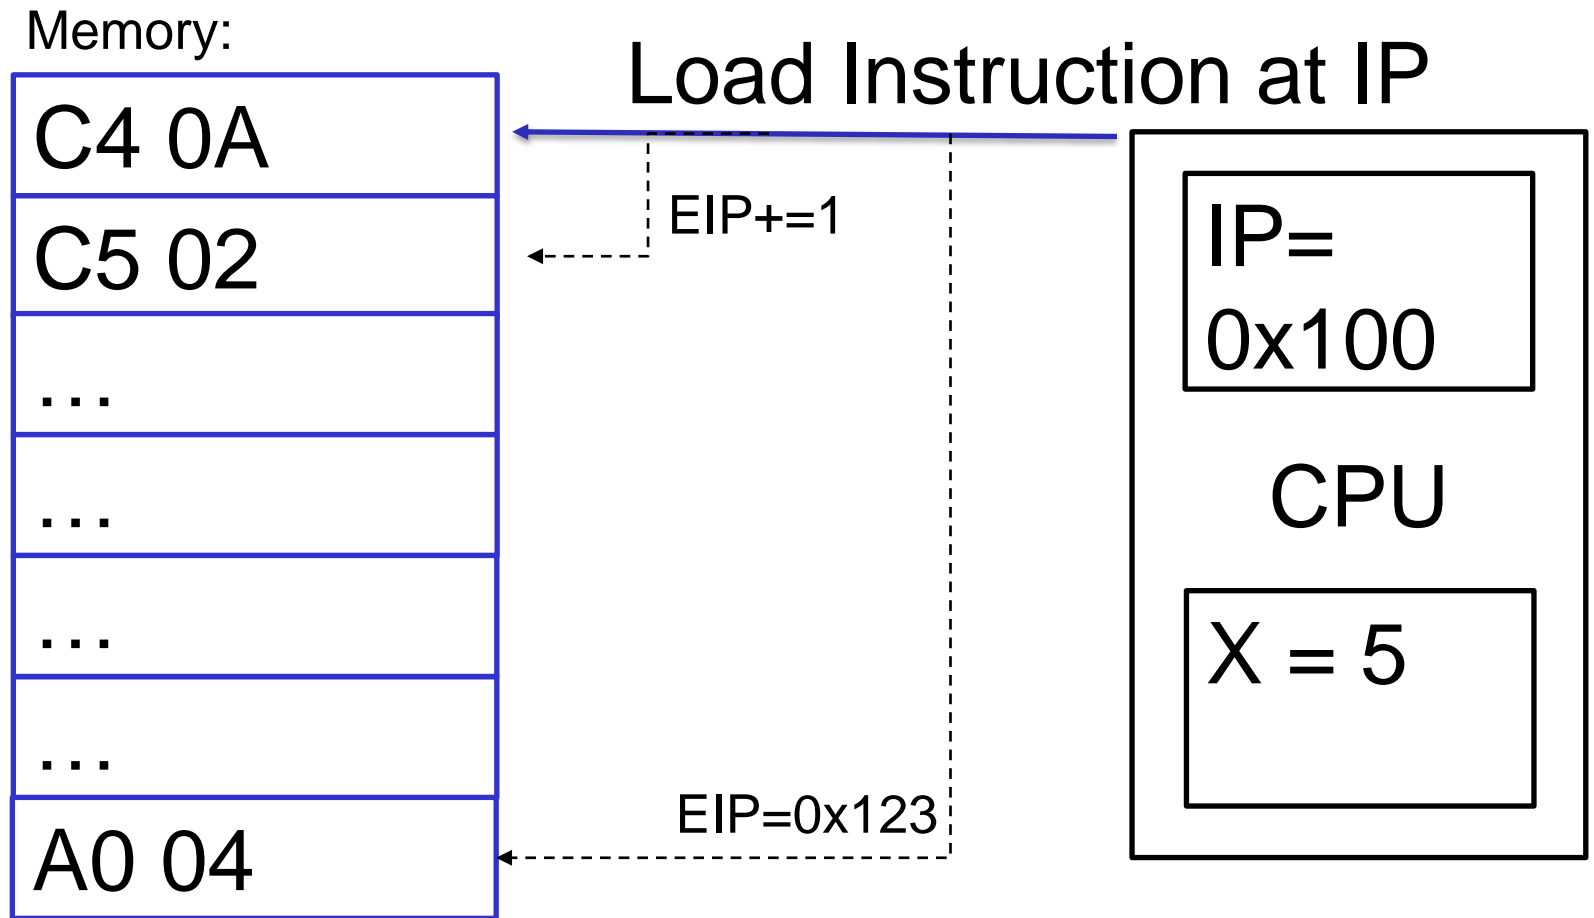 Memory:
Load Instruction at IP
C4 0A
C5 02
…
…
…
…
A0 04
EIP+=1
EIP=0x123
IP=
0x100
CPU
X = 5